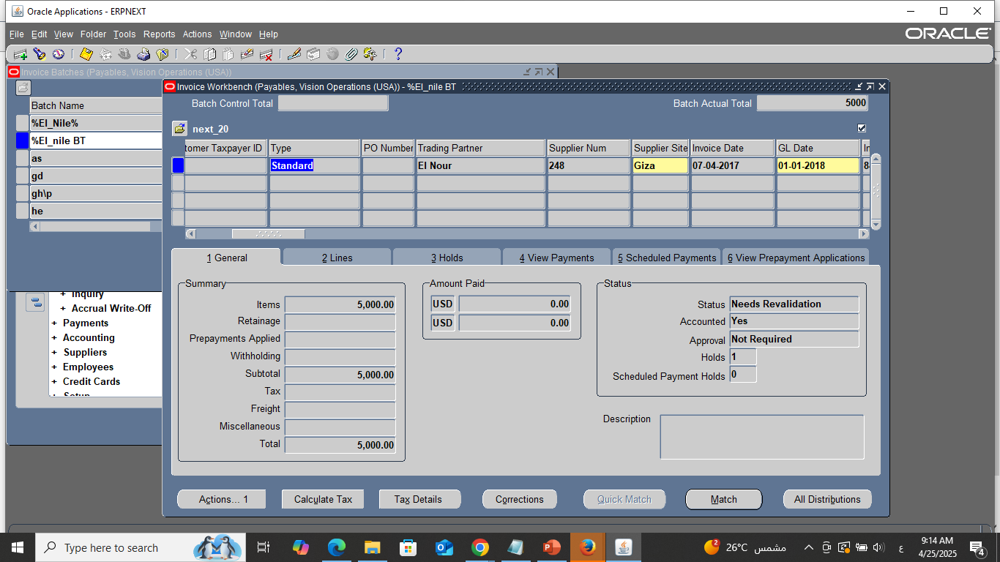 Oracle Applications - ERPNEXT
File Edit View Folder Tools Reports Actions Window Help
ORACLE
Invoice Batches (Payables, Vision Operations (USA))
Batch Name
%El_Nile%
%El_nile BT
as
gd
gh\p
he
Inquiry
+ Accrual Write-Off
+ Payments
+ Accounting
+ Suppliers
+ Employees
+ Credit Cards
+ Setup
Invoice Workbench (Payables, Vision Operations (USA)) - %El_nile BT
Batch Control Total
Batch Actual Total 5000
next_20
tomer Taxpayer ID Type PO Number Trading Partner Supplier Num Supplier Site Invoice Date GL Date In
Standard El Nour 248 Giza 07-04-2017 01-01-2018 8
1 General 2 Lines 3 Holds 4 View Payments 5 Scheduled Payments 6 View Prepayment Applications
Summary
Items 5,000.00
Retainage
Prepayments Applied
Withholding
Subtotal 5,000.00
Tax
Freight
Miscellaneous
Total 5,000.00
Amount Paid
USD 0.00
USD 0.00
Status
Status Needs Revalidation
Accounted Yes
Approval Not Required
Holds 1
Scheduled Payment Holds 0
Description
Actions... 1 Calculate Tax Tax Details Corrections Quick Match Match All Distributions
Type here to search
26°C مشمس
ع
9:14 AM
4/25/2025
4
2